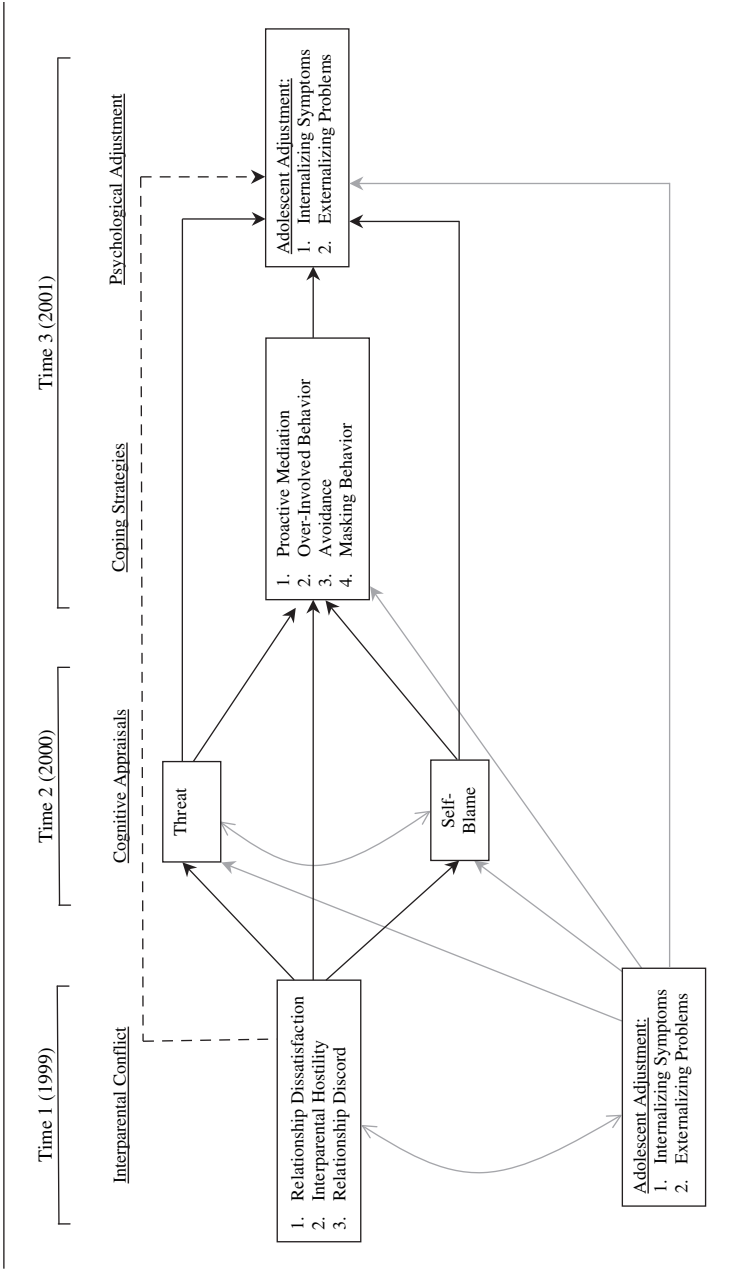 Time 1 (1999)
Time 2 (2000)
Time 3 (2001)
Interparental Conflict
Cognitive Appraisals
Coping Strategies
Psychological Adjustment
1. Relationship Dissatisfaction
2. Interparental Hostility
3. Relationship Discord
Threat
Self-
Blame
1. Proactive Mediation
2. Over-Involved Behavior
3. Avoidance
4. Masking Behavior
Adolescent Adjustment:
1. Internalizing Symptoms
2. Externalizing Problems
Adolescent Adjustment:
1. Internalizing Symptoms
2. Externalizing Problems